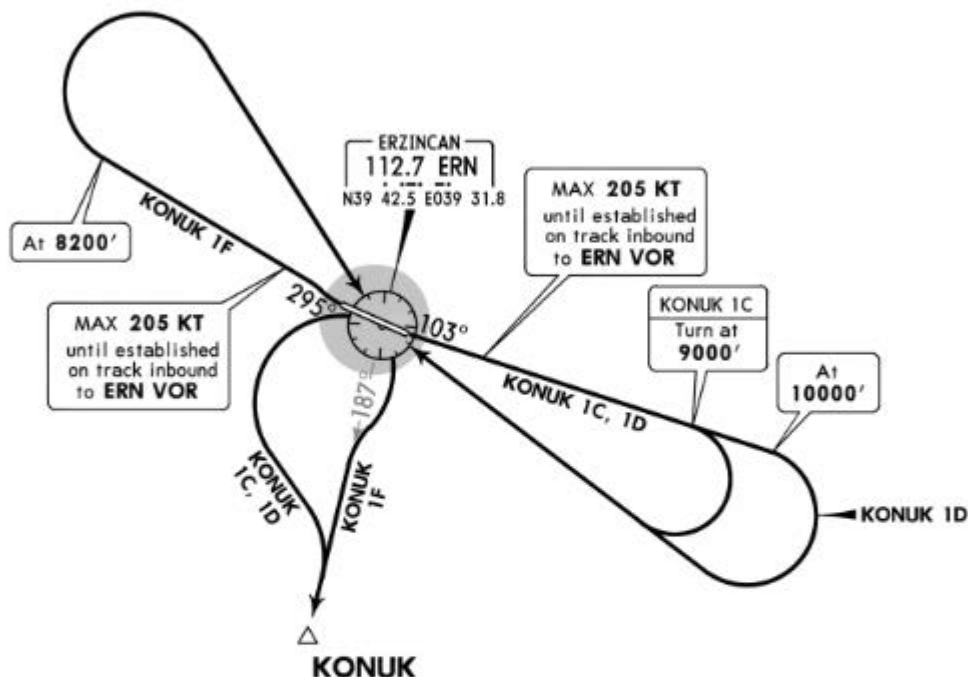 ERZINCAN
112.7 ERN
N39 42.5 E039 31.8
MAX 205 KT
until established
on track inbound
to ERN VOR
KONUK 1F
At 8200'
MAX 205 KT
until established
on track inbound
to ERN VOR
295°
103°
KONUK 1C
Turn at
9000'
At
10000'
KONUK 1C, 1D
187°
KONUK
1C, 1D
KONUK
1F
KONUK 1D
KONUK